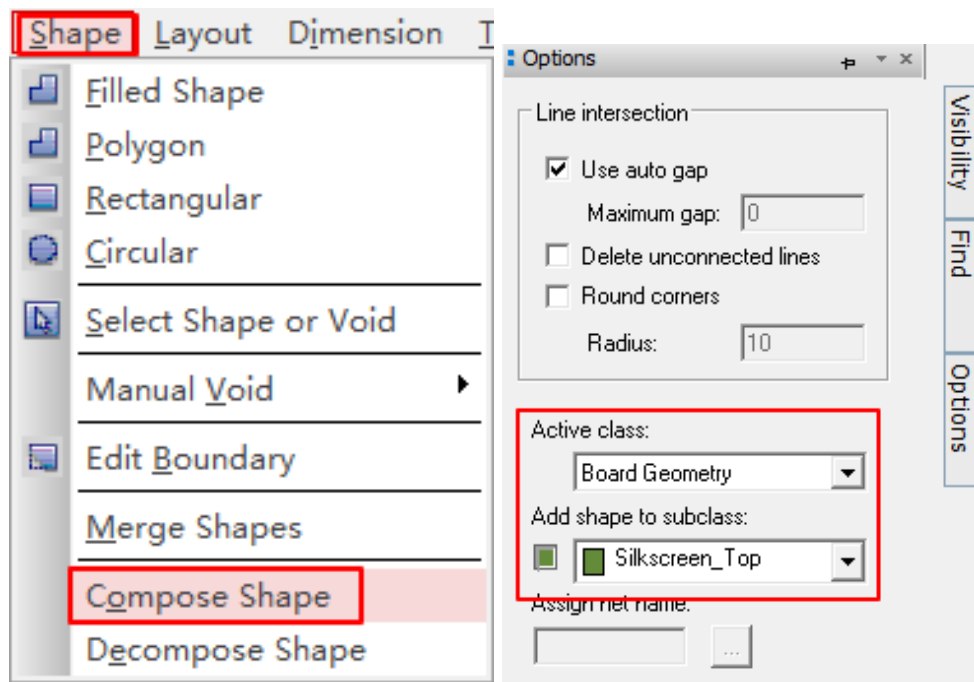 Shape Layout Dimension T
Filled Shape
Polygon
Rectangular
Circular
Select Shape or Void
Manual Void
Edit Boundary
Merge Shapes
Compose Shape
Decompose Shape
Options
Line intersection
Use auto gap
Maximum gap: 0
Delete unconnected lines
Round corners
Radius: 10
Active class:
Board Geometry
Add shape to subclass:
Silkscreen_Top
Assign net name:
...
Visibility
Find
Options